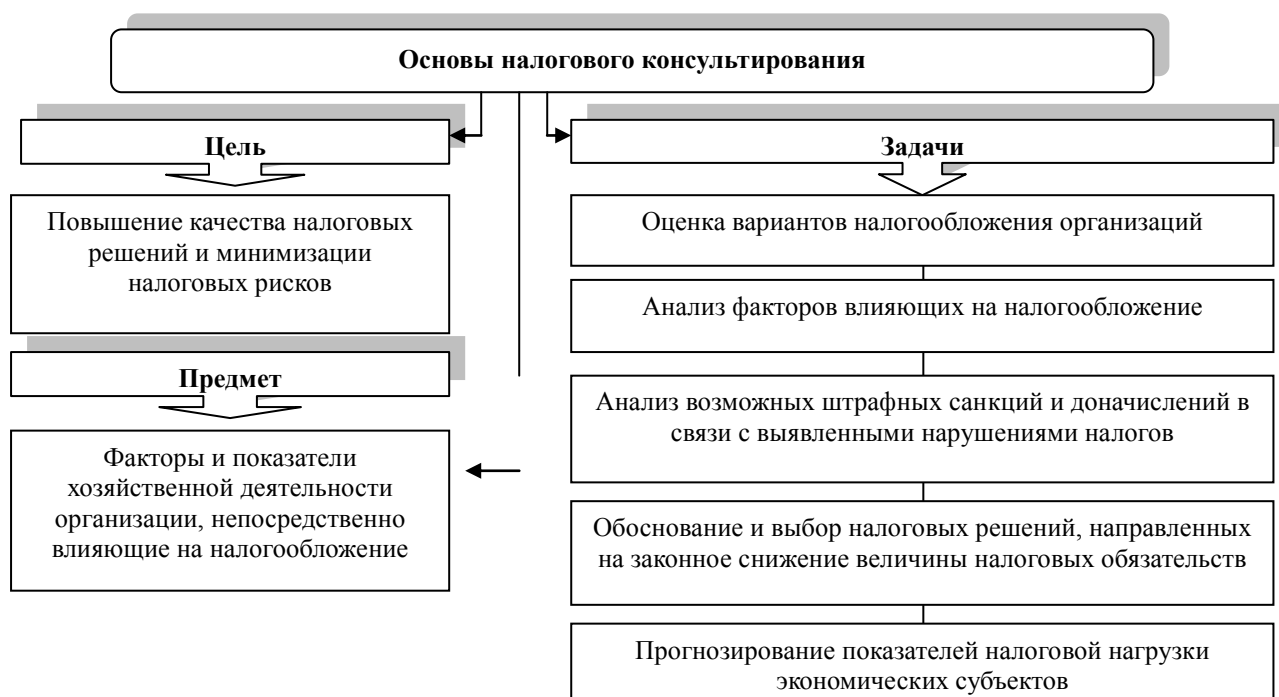 Основы налогового консультирования
Цель
Повышение качества налоговых
решений и минимизации
налоговых рисков
Предмет
Факторы и показатели
хозяйственной деятельности
организации, непосредственно
влияющие на налогообложение
Задачи
Оценка вариантов налогообложения организаций
Анализ факторов влияющих на налогообложение
Анализ возможных штрафных санкций и доначислений в
связи с выявленными нарушениями налогов
Обоснование и выбор налоговых решений, направленных
на законное снижение величины налоговых обязательств
Прогнозирование показателей налоговой нагрузки
экономических субъектов